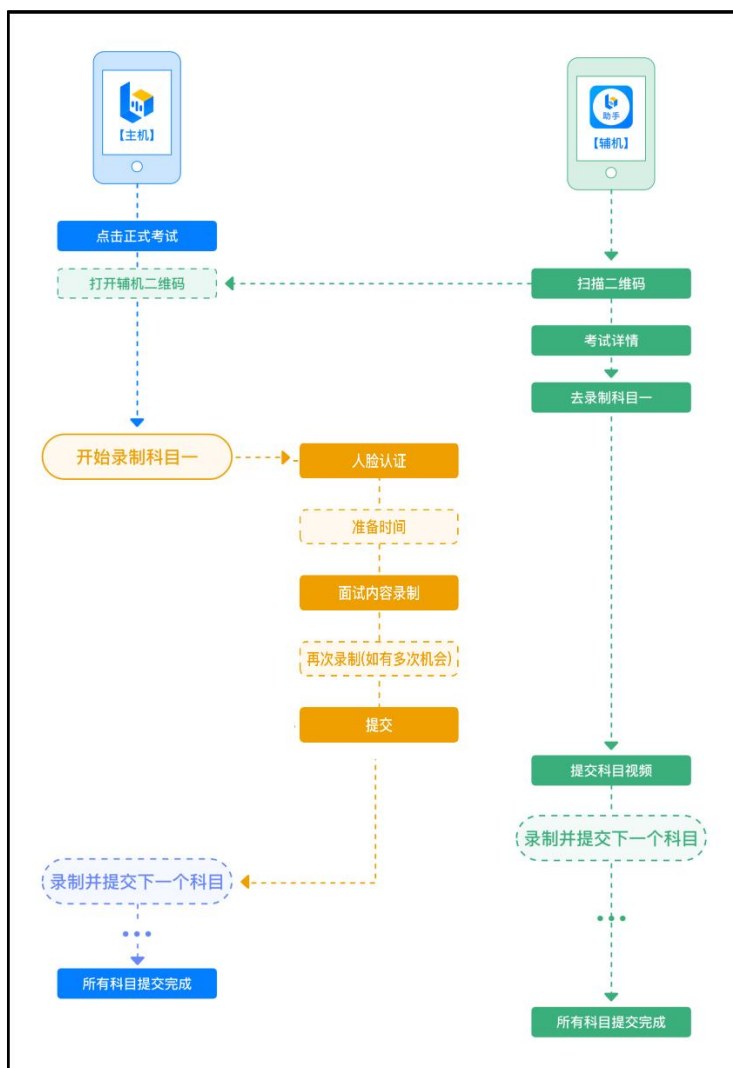 【主机】
助手
【辅机】
点击正式考试
打开辅机二维码
扫描二维码
考试详情
去录制科目一
开始录制科目一
人脸认证
准备时间
面试内容录制
再次录制(如有多次机会)
提交
提交科目视频
录制并提交下一个科目
录制并提交下一个科目
所有科目提交完成
所有科目提交完成